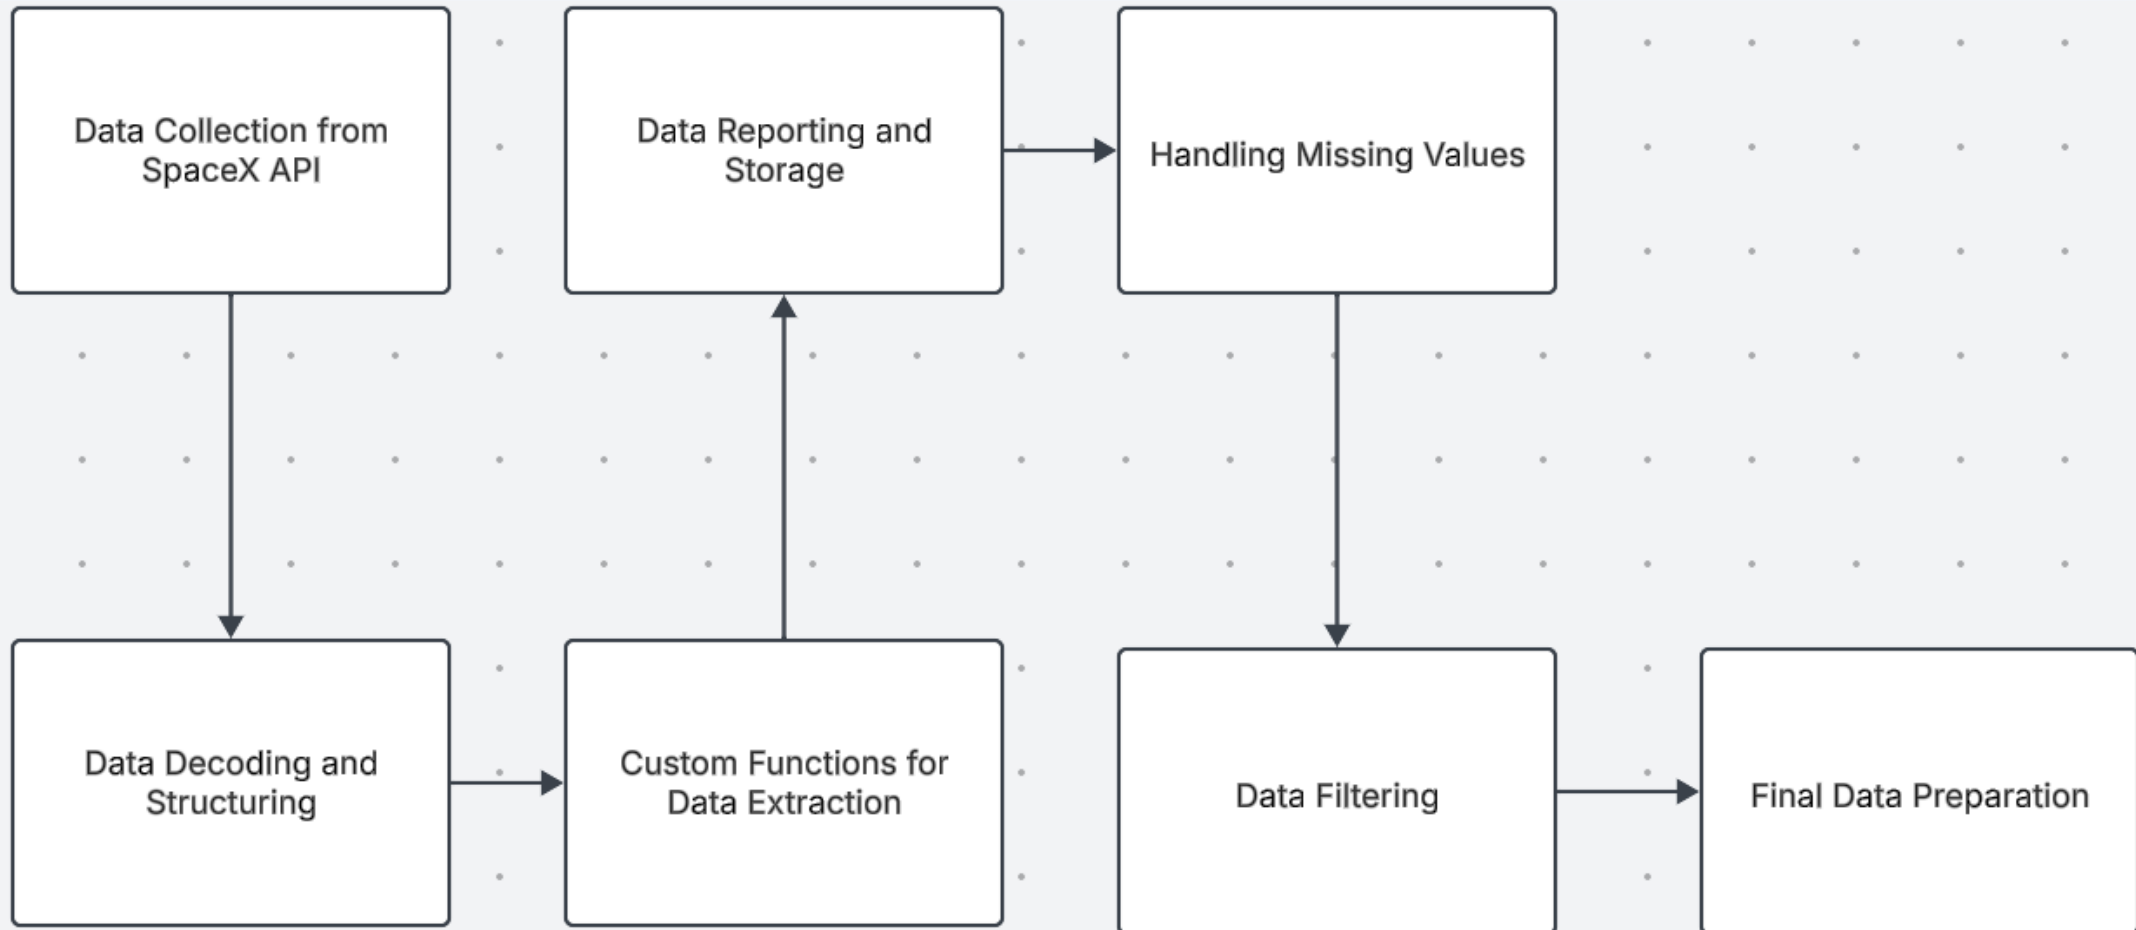 Data Collection from
SpaceX API
Data Reporting and
Storage
Handling Missing Values
Data Decoding and
Structuring
Custom Functions for
Data Extraction
Data Filtering
Final Data Preparation